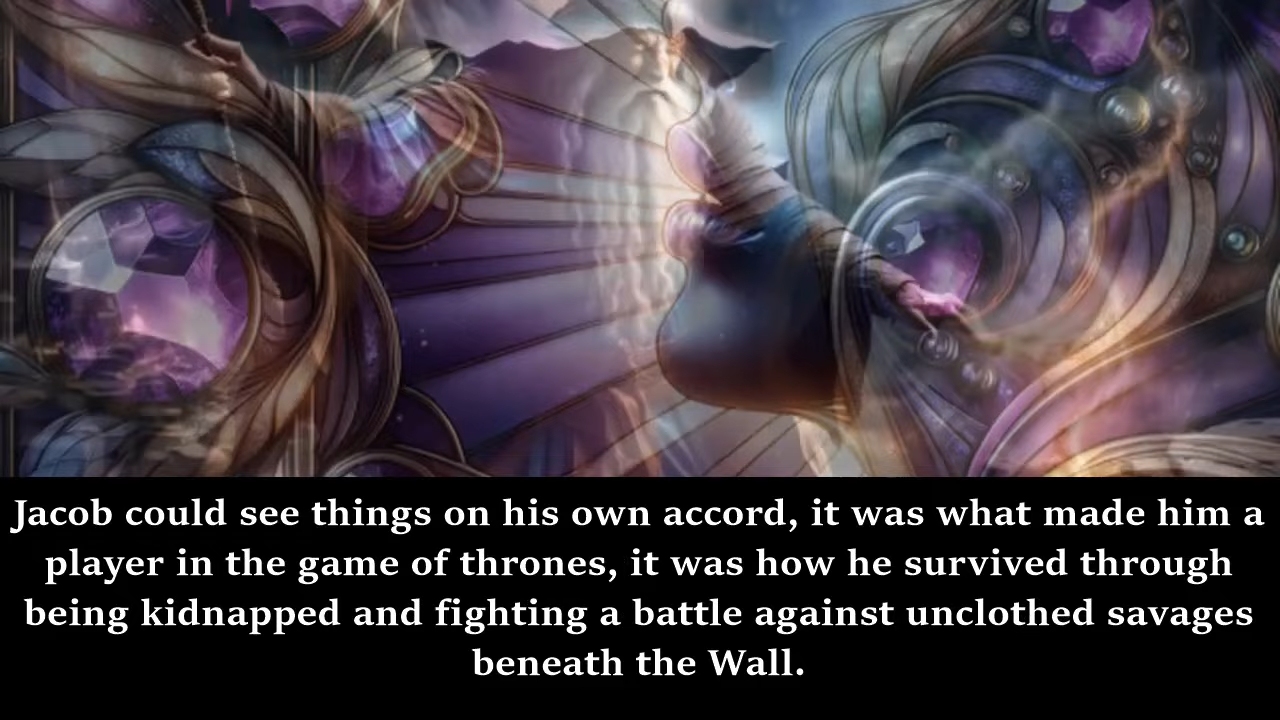 Jacob could see things on his own accord, it was what made him a
player in the game of thrones, it was how he survived through
being kidnapped and fighting a battle against unclothed savages
beneath the Wall.